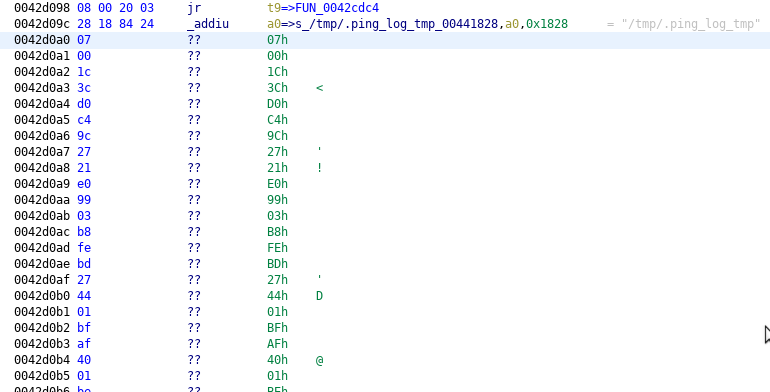 0042d098 08 00 20 03 jr t9=>FUN_0042cdc4
0042d09c 28 18 84 24 _addiu a0=>s_/tmp/.ping_log_tmp_00441828,a0,0x1828 = "/tmp/.ping_log_tmp"
0042d0a0 07 ?? 07h
0042d0a1 00 ?? 00h
0042d0a2 1c ?? 1Ch
0042d0a3 3c ?? 3Ch <
0042d0a4 d0 ?? D0h
0042d0a5 c4 ?? C4h
0042d0a6 9c ?? 9Ch
0042d0a7 27 ?? 27h '
0042d0a8 21 ?? 21h !
0042d0a9 e0 ?? E0h
0042d0aa 99 ?? 99h
0042d0ab 03 ?? 03h
0042d0ac b8 ?? B8h
0042d0ad fe ?? FEh
0042d0ae bd ?? BDh
0042d0af 27 ?? 27h '
0042d0b0 44 ?? 44h D
0042d0b1 01 ?? 01h
0042d0b2 bf ?? BFh
0042d0b3 af ?? AFh
0042d0b4 40 ?? 40h @
0042d0b5 01 ?? 01h
0042d0b6 be ?? BEh